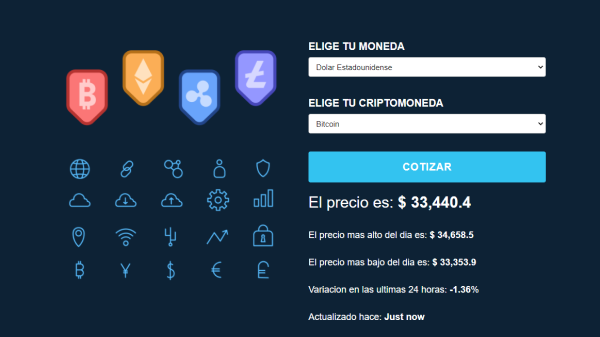 ELIGE TU MONEDA
Dolar Estadounidense
ELIGE TU CRIPTOMONEDA
Bitcoin
COTIZAR
El precio es: $ 33,440.4
El precio mas alto del dia es: $ 34,658.5
El precio mas bajo del dia es: $ 33,353.9
Variacion en las ultimas 24 horas: -1.36%
Actualizado hace: Just now